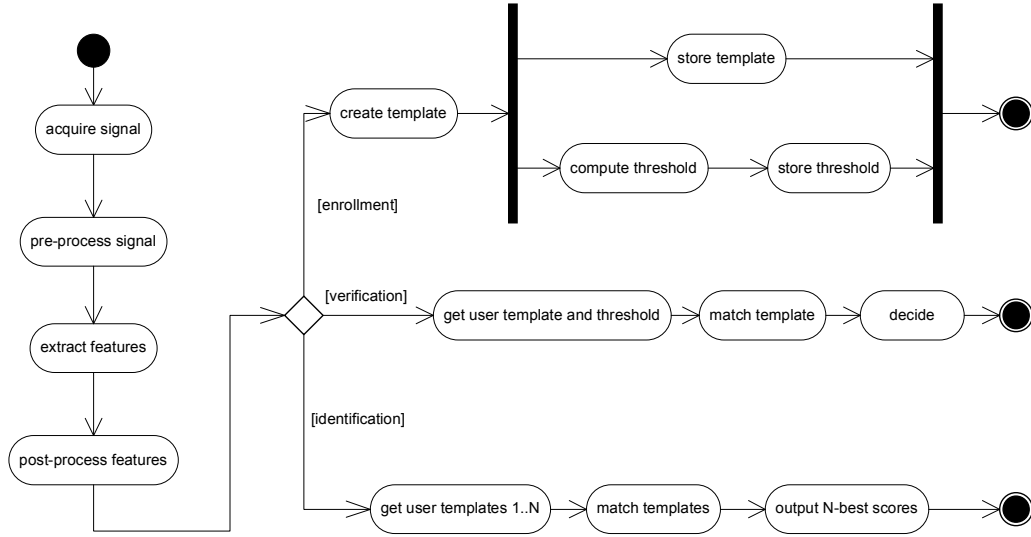 acquire signal
pre-process signal
extract features
post-process features
[enrollment]
create template
store template
compute threshold
store threshold
[verification]
get user template and threshold
match template
decide
[identification]
get user templates 1..N
match templates
output N-best scores